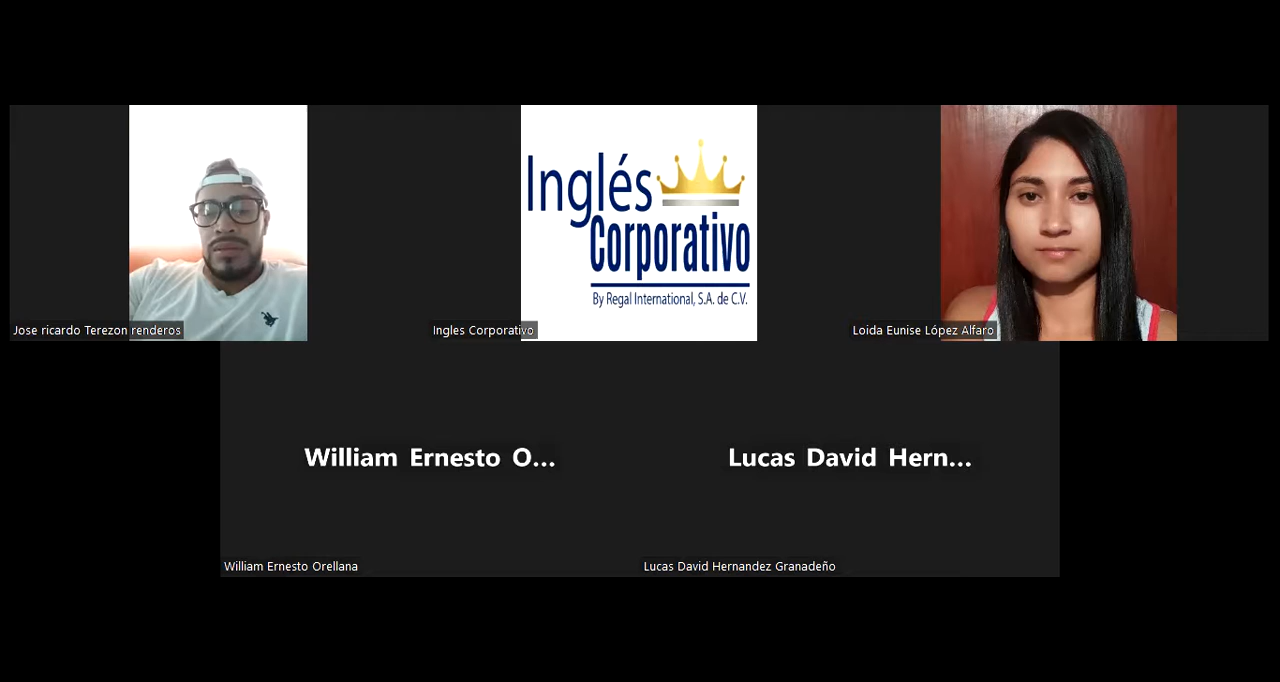 Inglés
Corporativo
By Regal International, S.A. de C.V.
Jose ricardo Terezon renderos
Ingles Corporativo
Loida Eunise López Alfaro
William Ernesto O...
Lucas David Hern...
William Ernesto Orellana
Lucas David Hernandez Granadeño